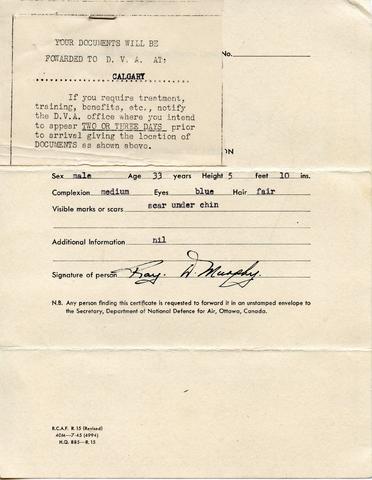 YOUR DOCUMENTS WILL BE
FOWARDED TO D. V. A. AT:
CALGARY
If you require treatment,
training, benefits, etc., notify
the D.V.A. office where you intend
to appear TWO OR THREE DAYS prior
to arrival giving the location of
DOCUMENTS as shown above.
No.
ON
Sex male Age 33 years Height 5 feet 10 ins.
Complexion medium Eyes blue Hair fair
Visible marks or scars scar under chin
Additional Information nil
Signature of person Ray. A Murphy.
N.B. Any person finding this certificate is requested to forward it in an unstamped envelope to
the Secretary, Department of National Defence for Air, Ottawa, Canada.
R.C.A.F. R.15 (Revised)
40M—7-45 (4994)
H.Q. 885—R.15